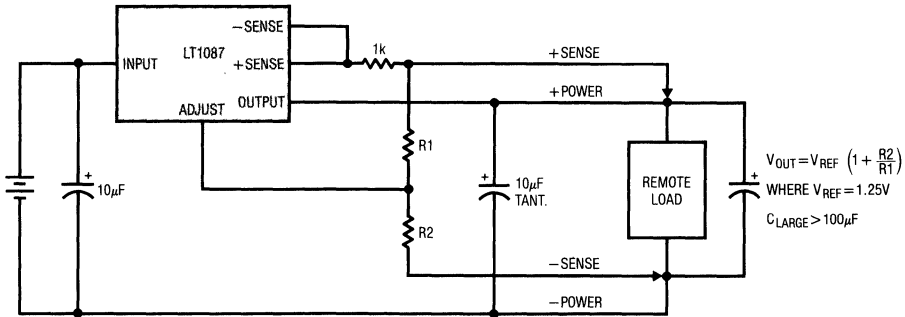 −SENSE
LT1087
1k
+SENSE
INPUT
+SENSE
+POWER
OUTPUT
ADJUST
R1
+
10µF
+
10µF
TANT.
REMOTE
LOAD
+
V_OUT = V_REF (1 + R2/R1)
WHERE V_REF = 1.25V
C_LARGE > 100µF
R2
−SENSE
−POWER